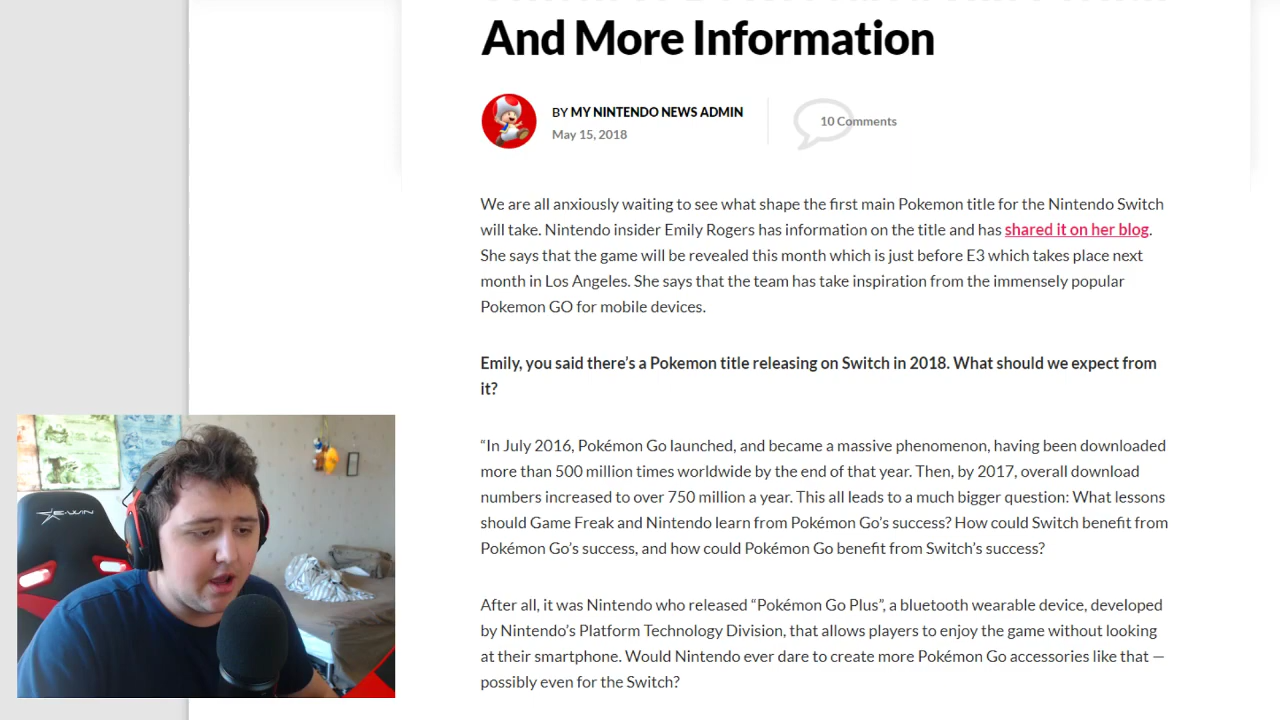 And More Information
BY MY NINTENDO NEWS ADMIN
May 15, 2018
10 Comments
We are all anxiously waiting to see what shape the first main Pokemon title for the Nintendo Switch
will take. Nintendo insider Emily Rogers has information on the title and has shared it on her blog.
She says that the game will be revealed this month which is just before E3 which takes place next
month in Los Angeles. She says that the team has take inspiration from the immensely popular
Pokemon GO for mobile devices.
Emily, you said there’s a Pokemon title releasing on Switch in 2018. What should we expect from
it?
“In July 2016, Pokémon Go launched, and became a massive phenomenon, having been downloaded
more than 500 million times worldwide by the end of that year. Then, by 2017, overall download
numbers increased to over 750 million a year. This all leads to a much bigger question: What lessons
should Game Freak and Nintendo learn from Pokémon Go’s success? How could Switch benefit from
Pokémon Go’s success, and how could Pokémon Go benefit from Switch’s success?
After all, it was Nintendo who released “Pokémon Go Plus”, a bluetooth wearable device, developed
by Nintendo’s Platform Technology Division, that allows players to enjoy the game without looking
at their smartphone. Would Nintendo ever dare to create more Pokémon Go accessories like that —
possibly even for the Switch?
E-WIN